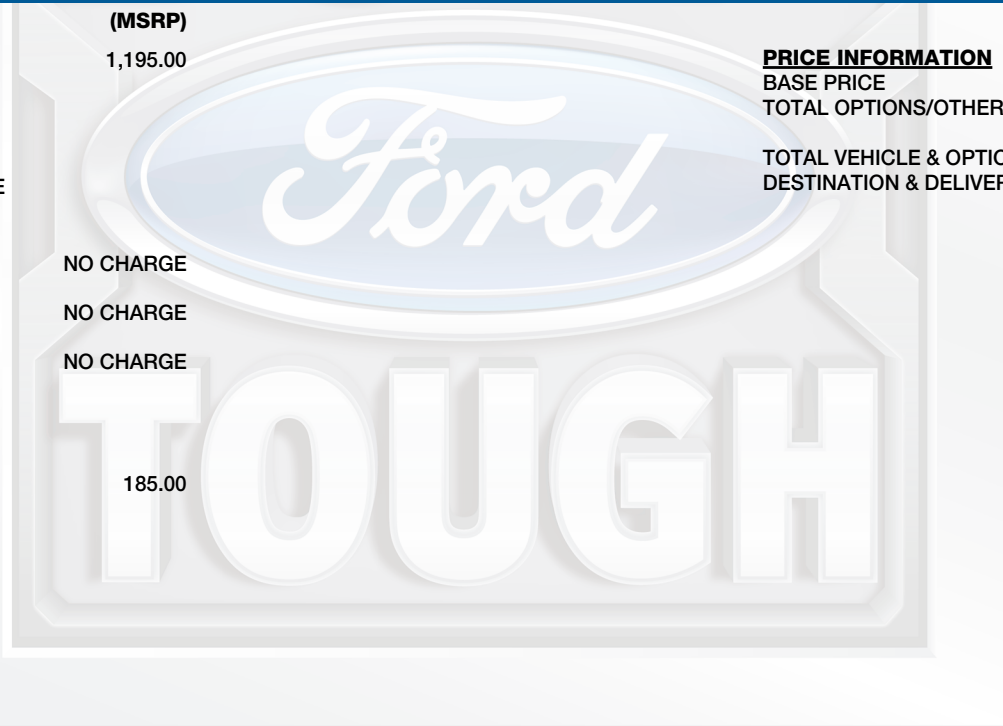 (MSRP)
1,195.00
PRICE INFORMATION
BASE PRICE
TOTAL OPTIONS/OTHER
TOTAL VEHICLE & OPTIO
DESTINATION & DELIVER
E
NO CHARGE
NO CHARGE
NO CHARGE
185.00
Ford
TOUGH